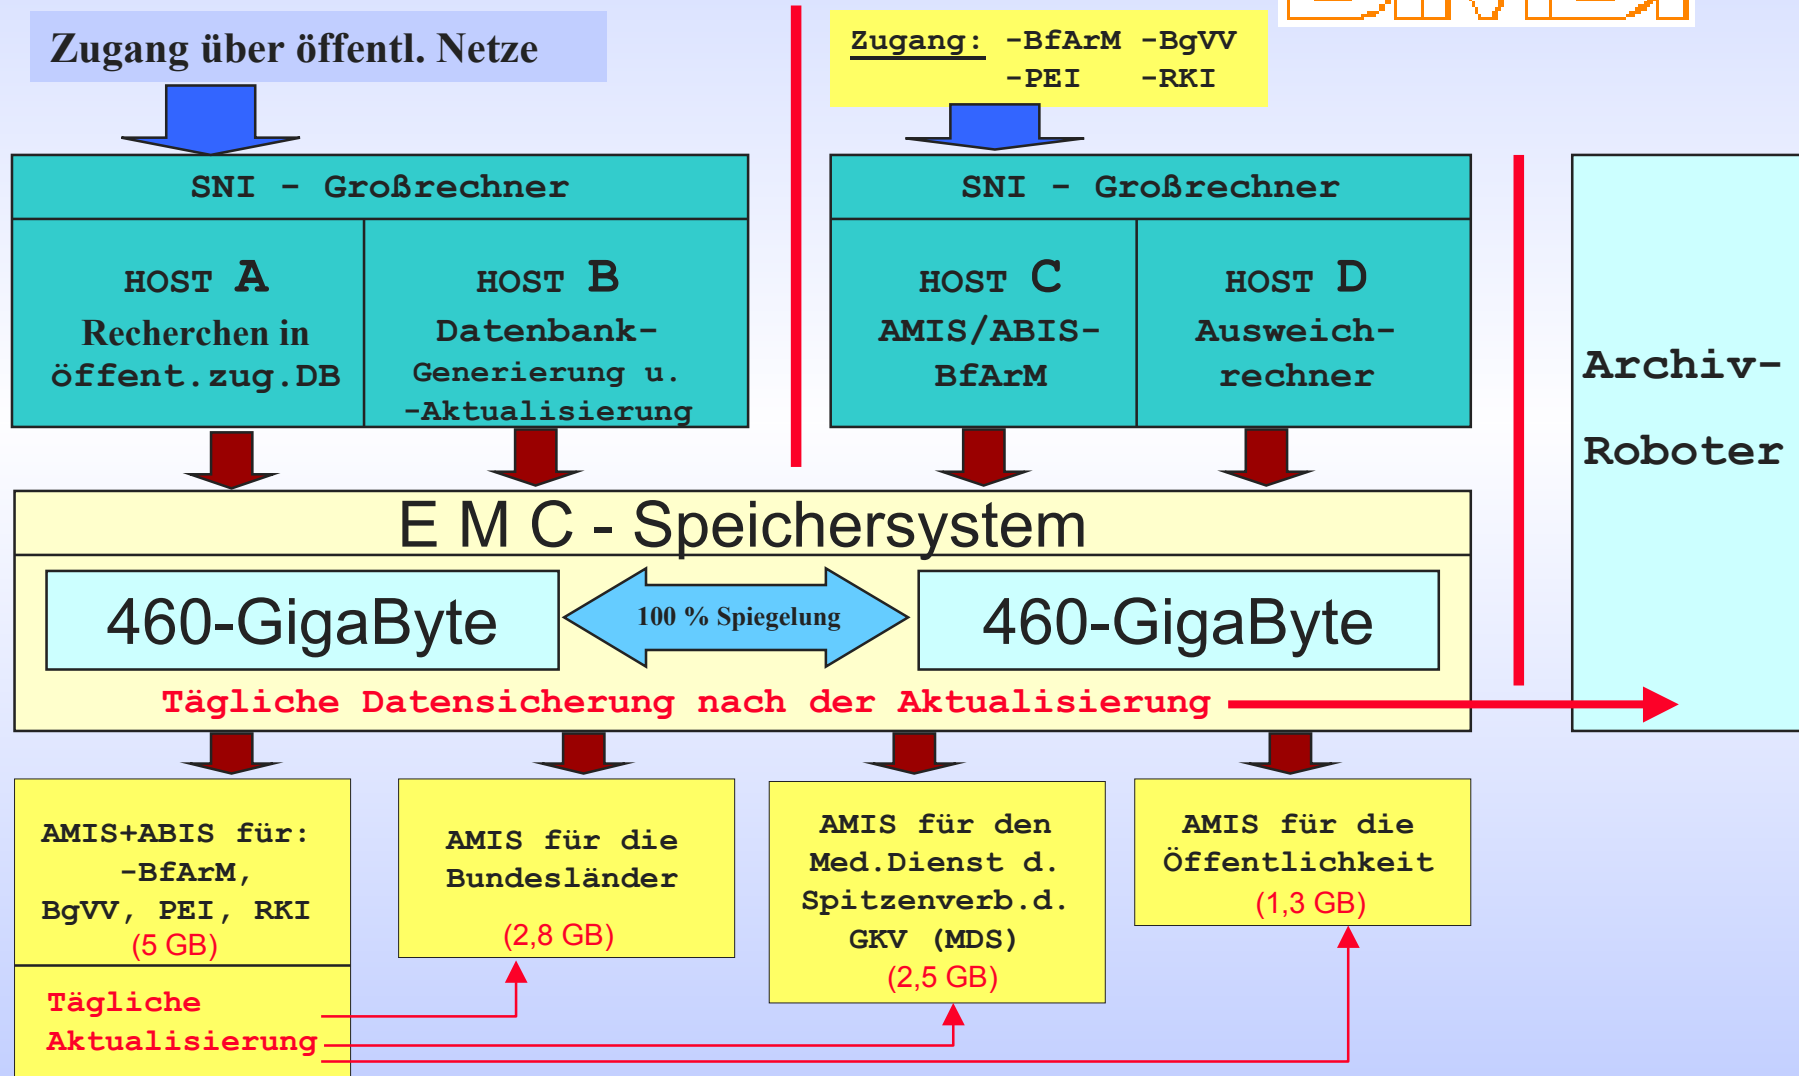 Zugang über öffentl. Netze
Zugang: -BfArM -BgVV
-PEI -RKI
SNI - Großrechner
HOST A
Recherchen in
öffent.zug.DB
HOST B
Datenbank-
Generierung u.
-Aktualisierung
SNI - Großrechner
HOST C
AMIS/ABIS-
BfArM
HOST D
Ausweich-
rechner
Archiv-
Roboter
E M C - Speichersystem
460-GigaByte
100 % Spiegelung
460-GigaByte
Tägliche Datensicherung nach der Aktualisierung
AMIS+ABIS für:
-BfArM,
BgVV, PEI, RKI
(5 GB)
Tägliche
Aktualisierung
AMIS für die
Bundesländer
(2,8 GB)
AMIS für den
Med.Dienst d.
Spitzenverb.d.
GKV (MDS)
(2,5 GB)
AMIS für die
Öffentlichkeit
(1,3 GB)